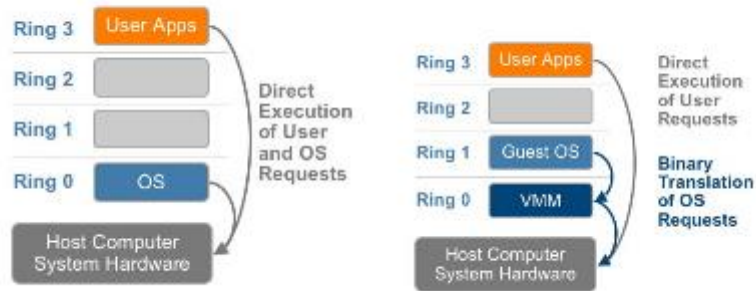 Ring 3
User Apps
Ring 2
Ring 1
Ring 0
OS
Direct
Execution
of User
and OS
Requests
Host Computer
System Hardware
Ring 3
User Apps
Ring 2
Ring 1
Guest OS
Ring 0
VMM
Direct
Execution
of User
Requests
Binary
Translation
of OS
Requests
Host Computer
System Hardware